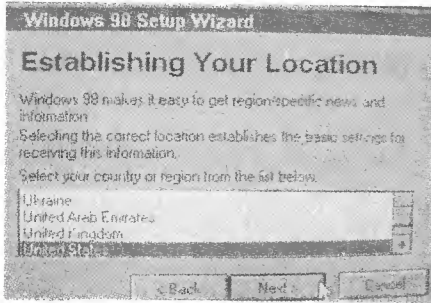 Windows 98 Setup Wizard
Establishing Your Location
Windows 98 makes it easy to get region-specific news and
information
Selecting the correct location establishes the basic settings for
receiving this information.
Select your country or region from the list below.
Ukraine
United Arab Emirates
United Kingdom
United States
< Back Next > Cancel